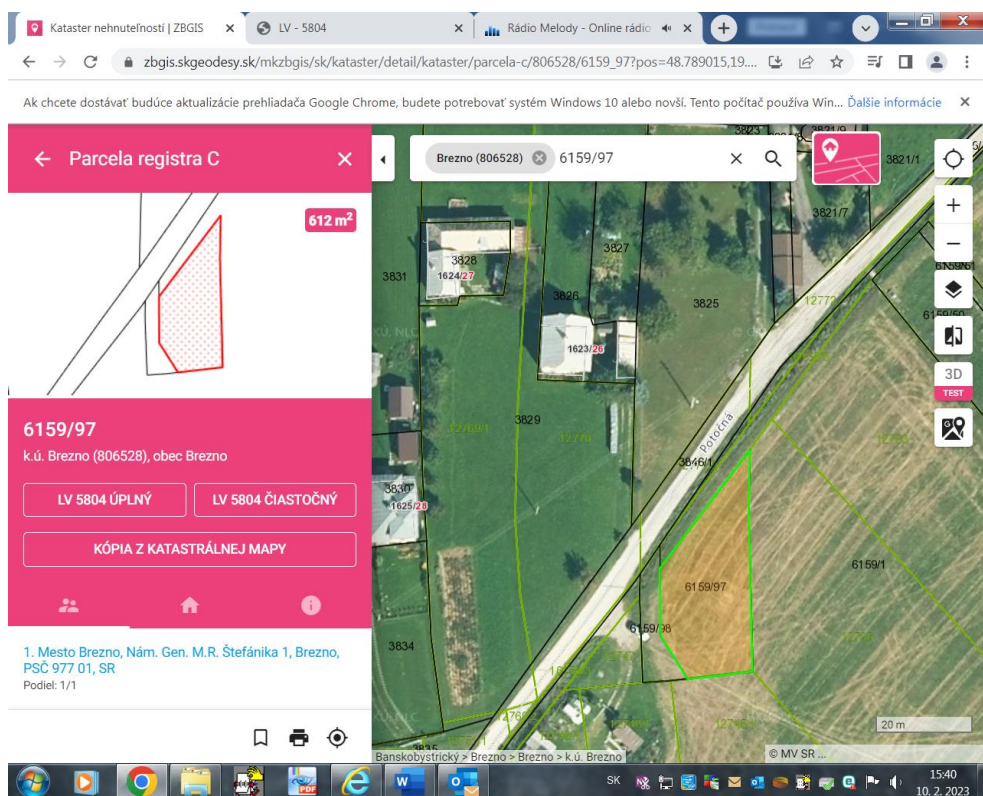 Kataster nehnuteľností | ZBGIS
LV - 5804
Rádio Melody - Online rádio
zbgis.skgeodesy.sk/mkzbgis/sk/kataster/detail/kataster/parcela-c/806528/6159_97?pos=48.789015,19....
Ak chcete dostávať budúce aktualizácie prehliadača Google Chrome, budete potrebovať systém Windows 10 alebo novší. Tento počítač používa Win... Ďalšie informácie
Parcela registra C
612 m²
6159/97
k.ú. Brezno (806528), obec Brezno
LV 5804 ÚPLNÝ
LV 5804 ČIASTOČNÝ
KÓPIA Z KATASTRÁLNEJ MAPY
1. Mesto Brezno, Nám. Gen. M.R. Štefánika 1, Brezno,
PSČ 977 01, SR
Podiel: 1/1
Brezno (806528) 6159/97
3821/1
3821/7
3827
3828
1624/27
3831
3826
3825
12772
1623/26
3829
12769/1
12770
Potočná
3846/1
3830
1625/28
6159/1
6159/97
6159/98
3834
3835
3D
TEST
20 m
Banskobystrický > Brezno > Brezno > k.ú. Brezno
© MV SR ...
SK
15:40
10. 2. 2023